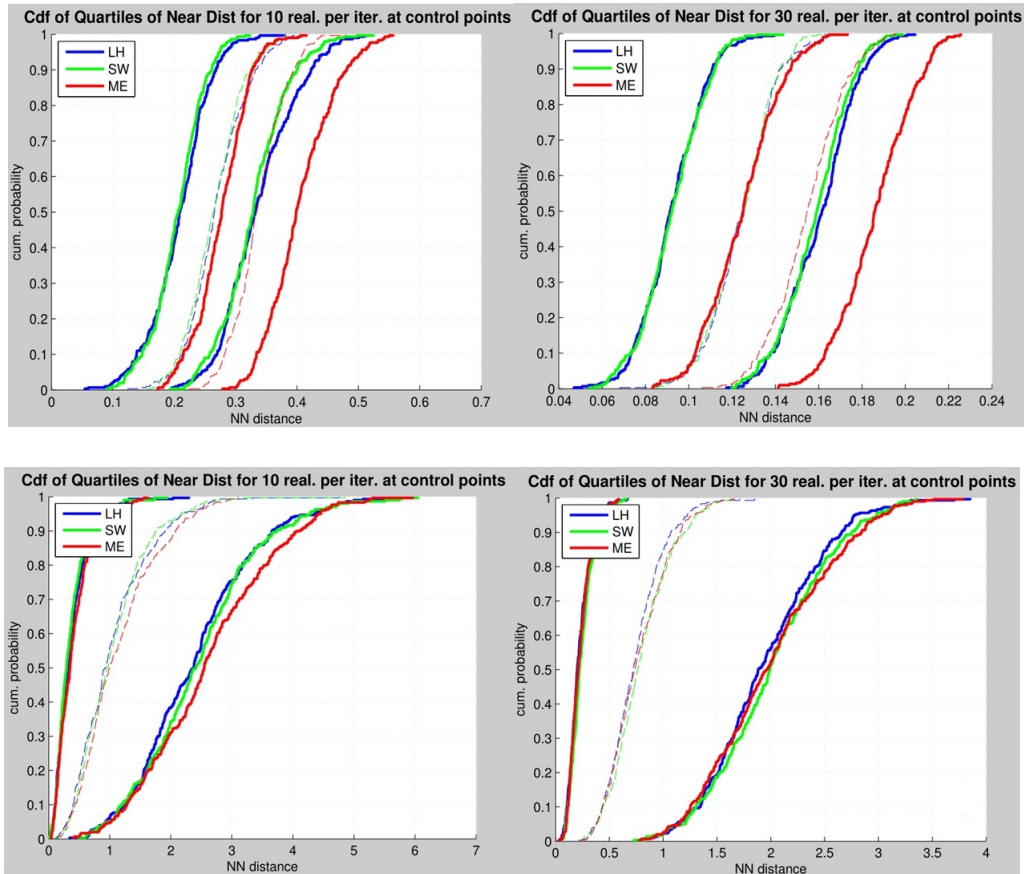 Cdf of Quartiles of Near Dist for 10 real. per iter. at control points
1
0.9
0.8
0.7
0.6
0.5
0.4
0.3
0.2
0.1
0
cum. probability
LH
SW
ME
0 0.1 0.2 0.3 0.4 0.5 0.6 0.7
NN distance
Cdf of Quartiles of Near Dist for 30 real. per iter. at control points
1
0.9
0.8
0.7
0.6
0.5
0.4
0.3
0.2
0.1
0
cum. probability
LH
SW
ME
0.04 0.06 0.08 0.1 0.12 0.14 0.16 0.18 0.2 0.22 0.24
NN distance
Cdf of Quartiles of Near Dist for 10 real. per iter. at control points
1
0.9
0.8
0.7
0.6
0.5
0.4
0.3
0.2
0.1
0
cum. probability
LH
SW
ME
0 1 2 3 4 5 6 7
NN distance
Cdf of Quartiles of Near Dist for 30 real. per iter. at control points
1
0.9
0.8
0.7
0.6
0.5
0.4
0.3
0.2
0.1
0
cum. probability
LH
SW
ME
0 0.5 1 1.5 2 2.5 3 3.5 4
NN distance